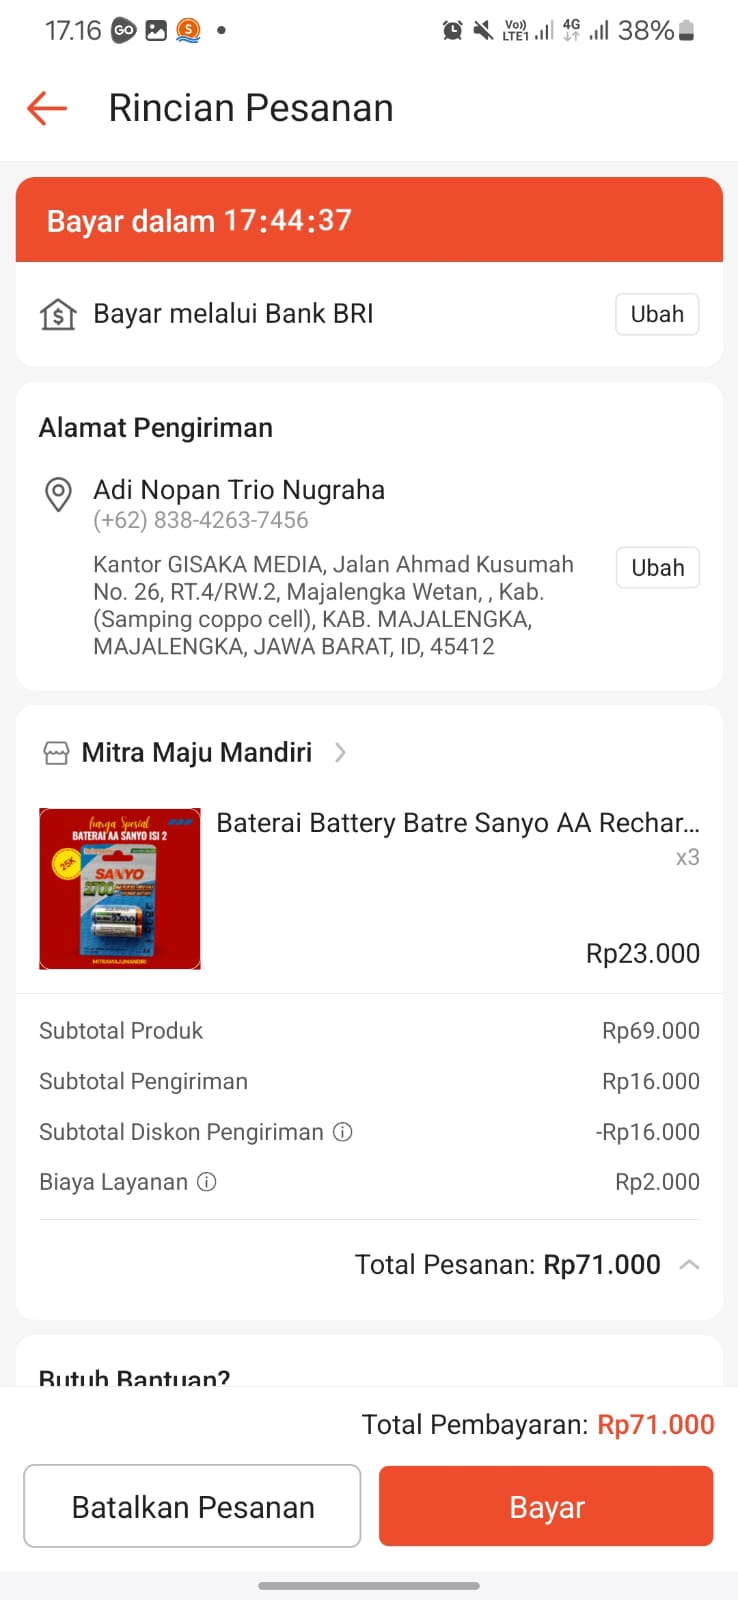 17.16 GO S
Vo)) LTE1 4G 38%
Rincian Pesanan
Bayar dalam 17:44:37
Bayar melalui Bank BRI
Ubah
Alamat Pengiriman
Adi Nopan Trio Nugraha
(+62) 838-4263-7456
Kantor GISAKA MEDIA, Jalan Ahmad Kusumah
No. 26, RT.4/RW.2, Majalengka Wetan, , Kab.
(Samping coppo cell), KAB. MAJALENGKA,
MAJALENGKA, JAWA BARAT, ID, 45412
Ubah
Mitra Maju Mandiri
harga Spesial
BATERAI AA SANYO ISI 2
25K
SANYO
2700
MITRAMAJUMANDIRI
Baterai Battery Batre Sanyo AA Rechar...
x3
Rp23.000
Subtotal Produk Rp69.000
Subtotal Pengiriman Rp16.000
Subtotal Diskon Pengiriman -Rp16.000
Biaya Layanan Rp2.000
Total Pesanan: Rp71.000
Butuh Bantuan?
Total Pembayaran: Rp71.000
Batalkan Pesanan
Bayar